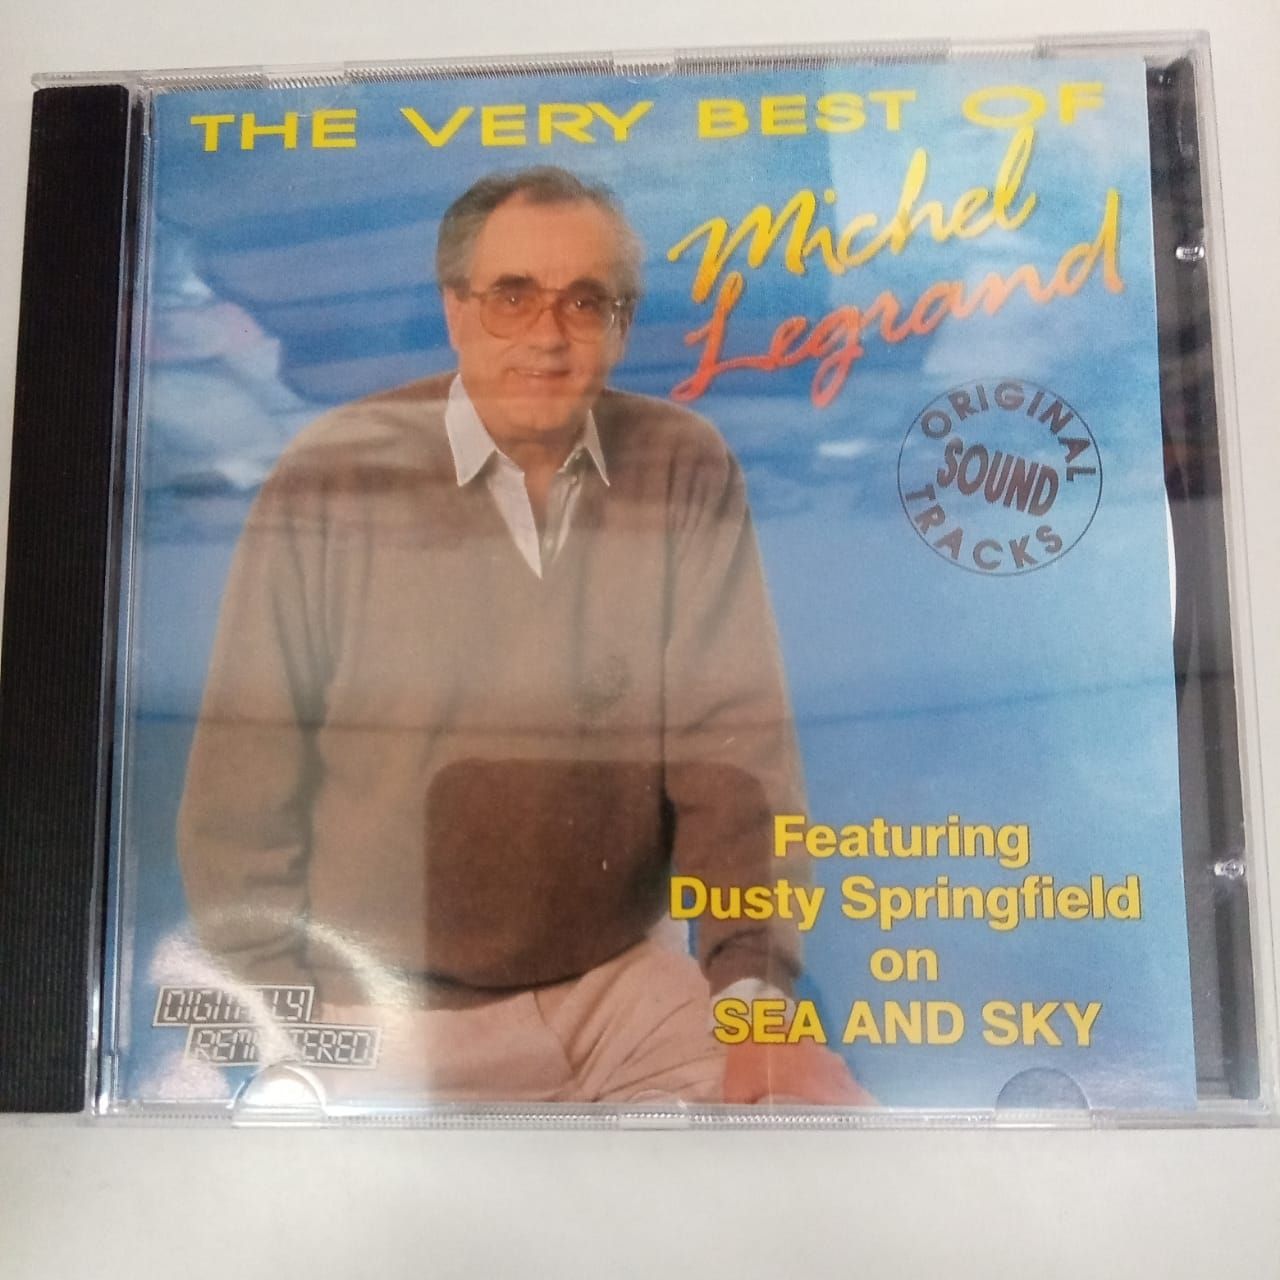 THE VERY BEST OF
Michel
Legrand
ORIGINAL
SOUND
TRACKS
Featuring
Dusty Springfield
on
SEA AND SKY
DIGITALLY
REMASTERED